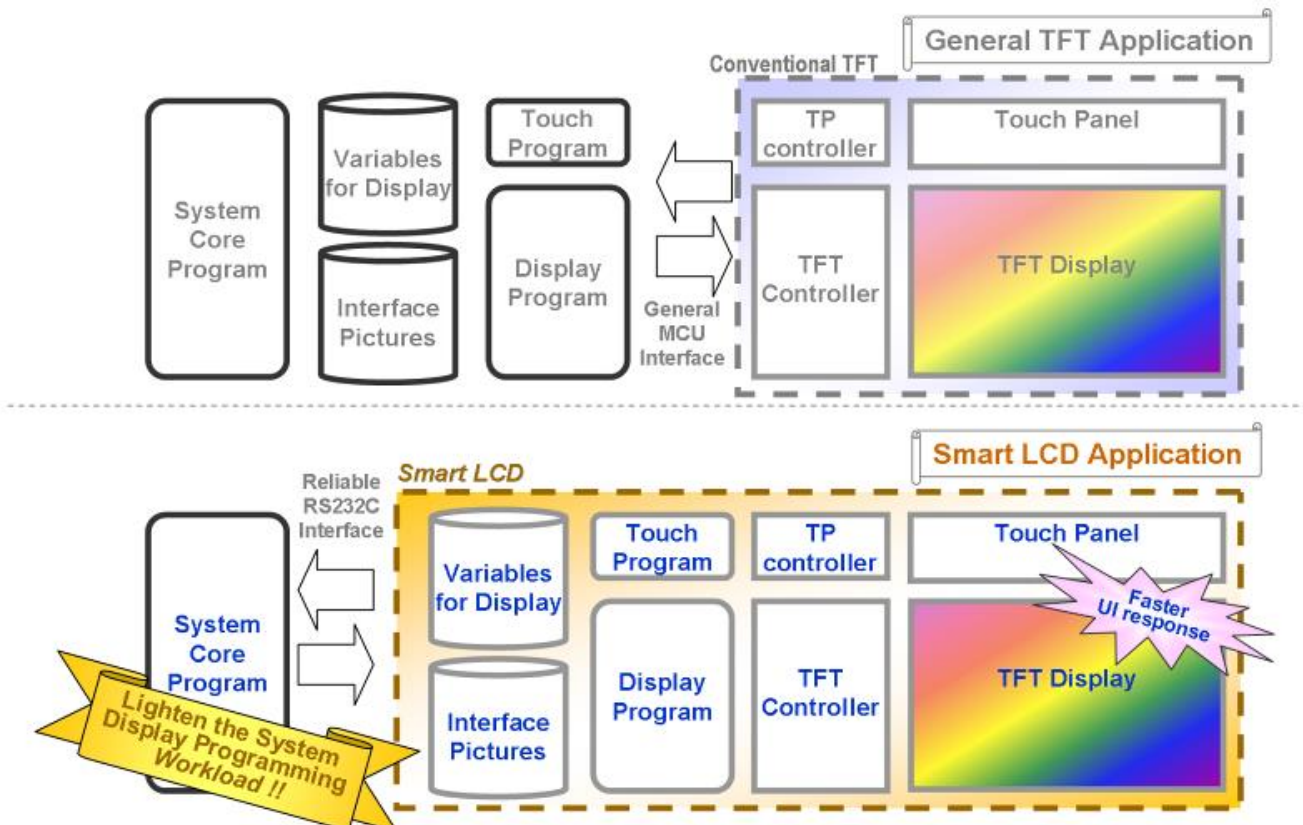 General TFT Application
Conventional TFT
System
Core
Program
Variables
for Display
Interface
Pictures
Touch
Program
Display
Program
General
MCU
Interface
TP
controller
Touch Panel
TFT
Controller
TFT Display
Smart LCD Application
Smart LCD
Reliable
RS232C
Interface
System
Core
Program
Lighten the System
Display Programming
Workload !!
Variables
for Display
Interface
Pictures
Touch
Program
Display
Program
TP
controller
Touch Panel
TFT
Controller
Faster
UI response
TFT Display